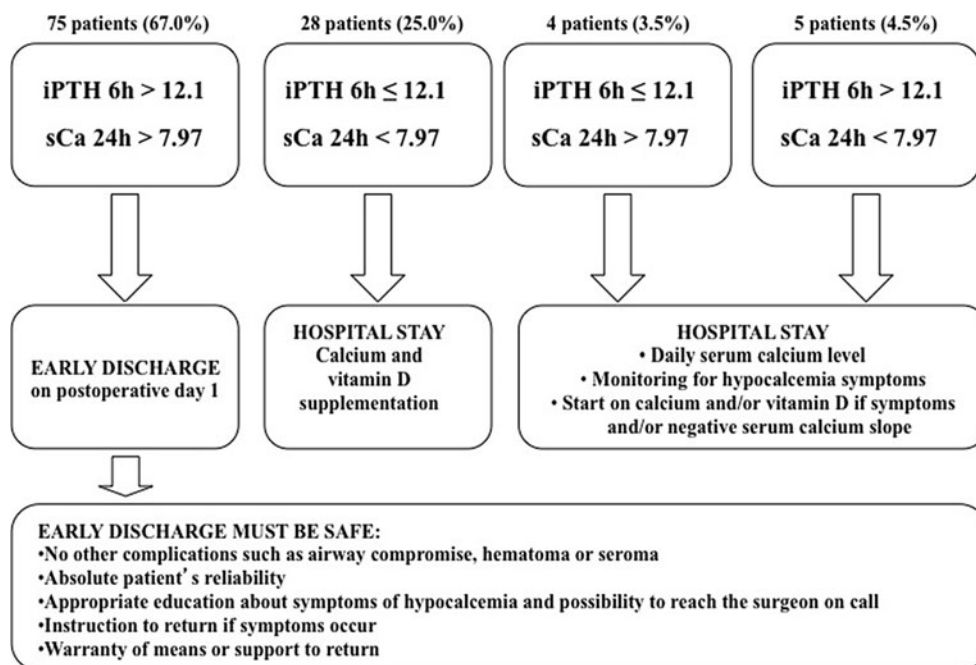 75 patients (67.0%)
28 patients (25.0%)
4 patients (3.5%)
5 patients (4.5%)
iPTH 6h > 12.1
sCa 24h > 7.97
iPTH 6h ≤ 12.1
sCa 24h < 7.97
iPTH 6h ≤ 12.1
sCa 24h > 7.97
iPTH 6h > 12.1
sCa 24h < 7.97
EARLY DISCHARGE
on postoperative day 1
HOSPITAL STAY
Calcium and
vitamin D
supplementation
HOSPITAL STAY
• Daily serum calcium level
• Monitoring for hypocalcemia symptoms
• Start on calcium and/or vitamin D if symptoms
and/or negative serum calcium slope
EARLY DISCHARGE MUST BE SAFE:
•No other complications such as airway compromise, hematoma or seroma
•Absolute patient's reliability
•Appropriate education about symptoms of hypocalcemia and possibility to reach the surgeon on call
•Instruction to return if symptoms occur
•Warranty of means or support to return